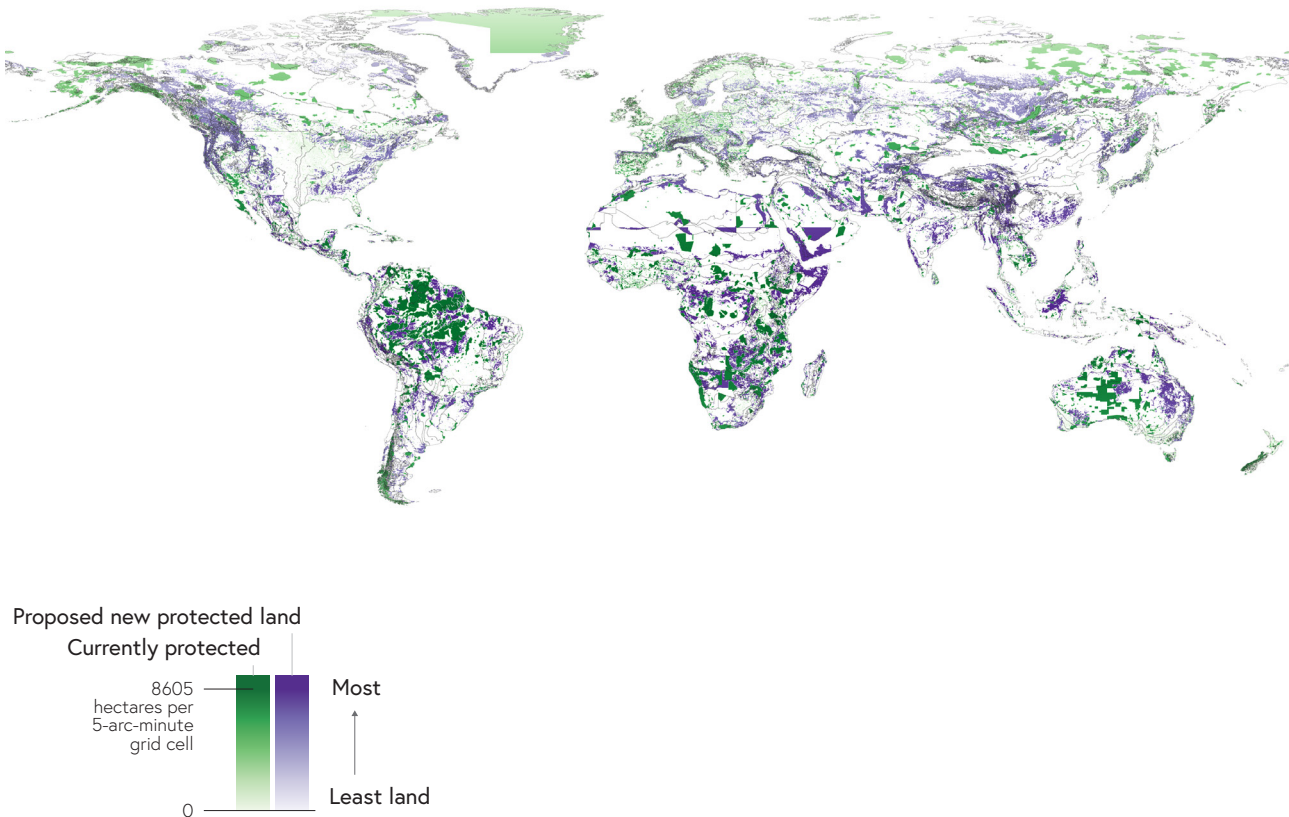 Proposed new protected land
Currently protected
8605
hectares per
5-arc-minute
grid cell
0
Most
Least land